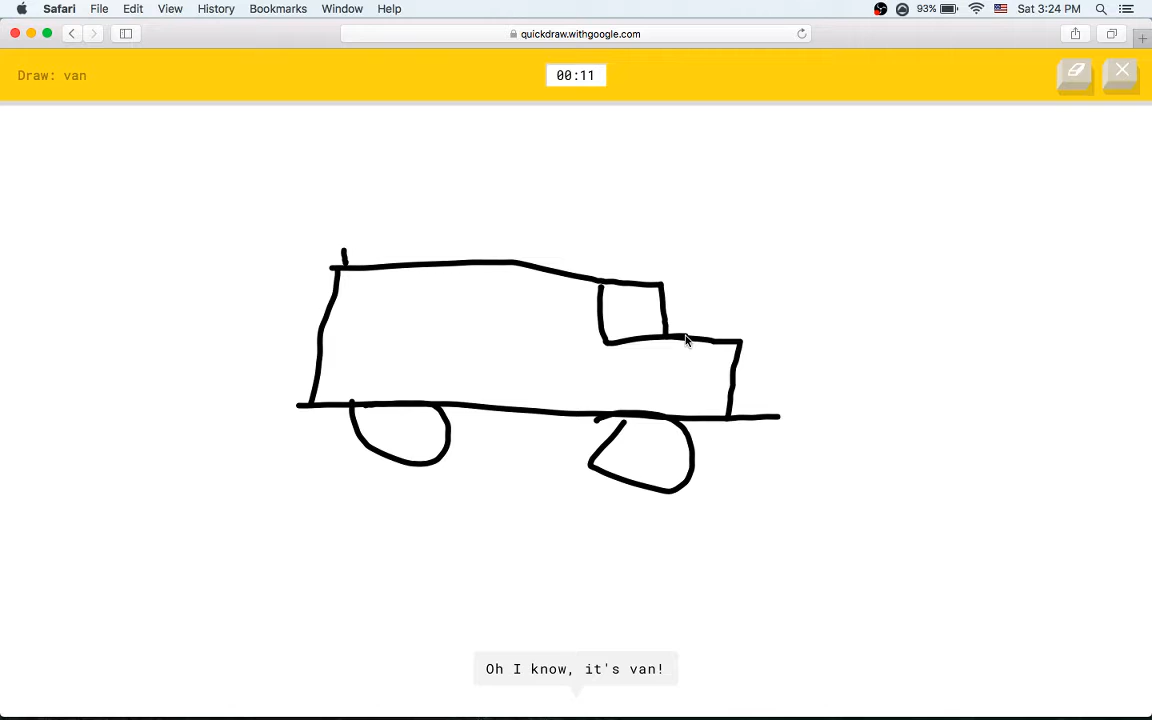 Safari File Edit View History Bookmarks Window Help 93% Sat 3:24 PM
quickdraw.withgoogle.com
Draw: van 00:11
Oh I know, it's van!